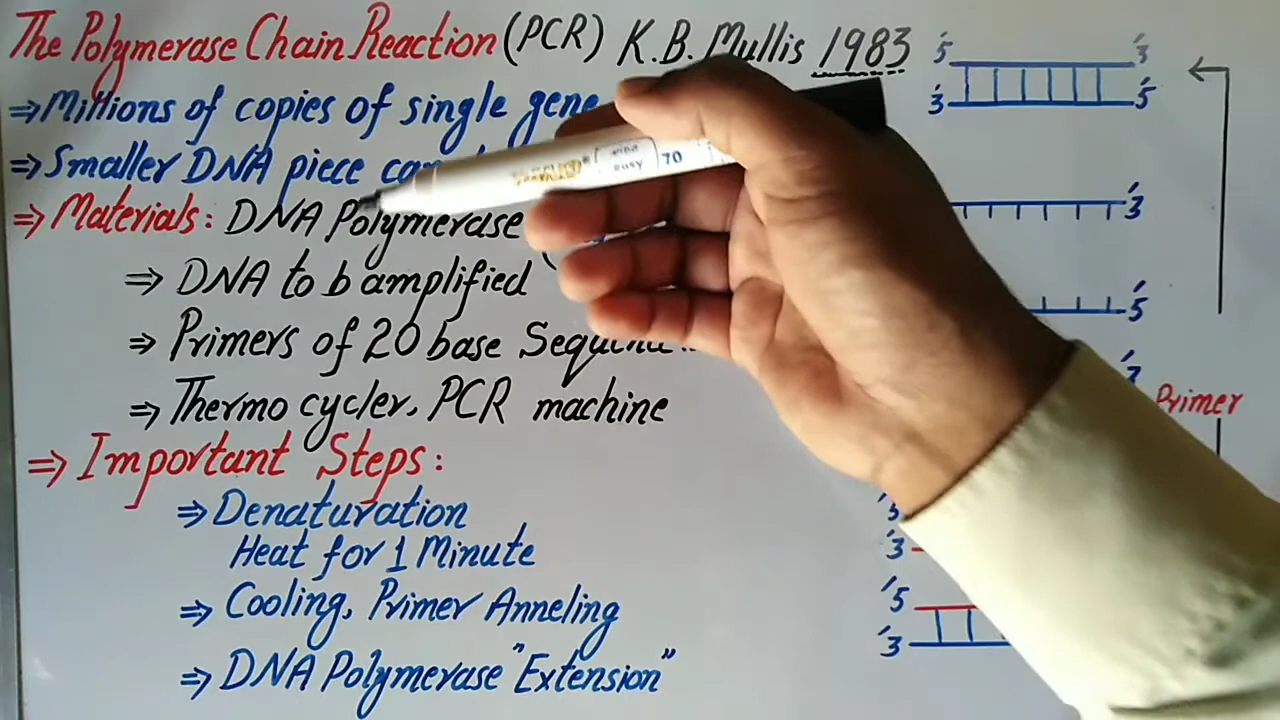 The Polymerase Chain Reaction (PCR) K.B. Mullis 1983
⇒ Millions of copies of single gene
⇒ Smaller DNA piece
⇒ Materials: DNA Polymerase
⇒ DNA to b amplified
⇒ Primers of 20 base
⇒ Thermo cycler, PCR machine
⇒ Important Steps:
⇒ Denaturation
Heat for 1 Minute
⇒ Cooling, Primer Anneling
⇒ DNA Polymerase "Extension"
70
'5 '3
'3 '5
'3
'5
Primer
'3
'5
'3